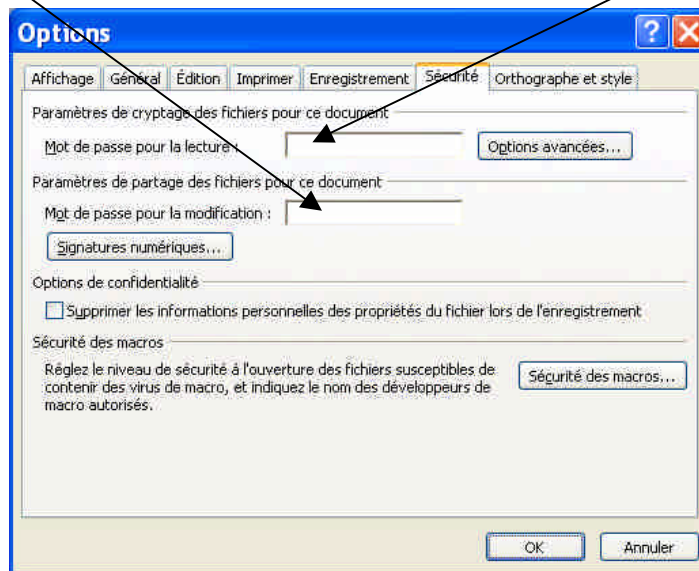 Options
Affichage Général Édition Imprimer Enregistrement Sécurité Orthographe et style
Paramètres de cryptage des fichiers pour ce document
Mot de passe pour la lecture : Options avancées...
Paramètres de partage des fichiers pour ce document
Mot de passe pour la modification :
Signatures numériques...
Options de confidentialité
Supprimer les informations personnelles des propriétés du fichier lors de l'enregistrement
Sécurité des macros
Réglez le niveau de sécurité à l'ouverture des fichiers susceptibles de
contenir des virus de macro, et indiquez le nom des développeurs de
macro autorisés.
Sécurité des macros...
OK Annuler